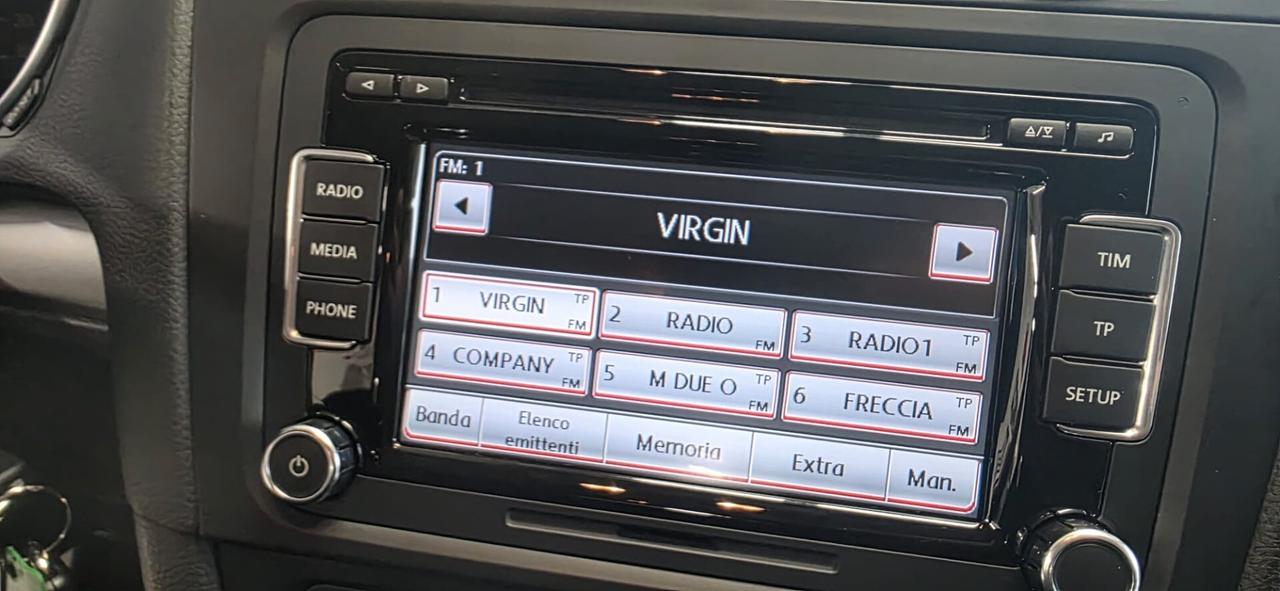 RADIO
MEDIA
PHONE
FM: 1
VIRGIN
1 VIRGIN TP FM
2 RADIO FM
3 RADIO1 TP FM
4 COMPANY TP FM
5 M DUE O TP FM
6 FRECCIA TP FM
Banda
Elenco
emittenti
Memoria
Extra
Man.
TIM
TP
SETUP